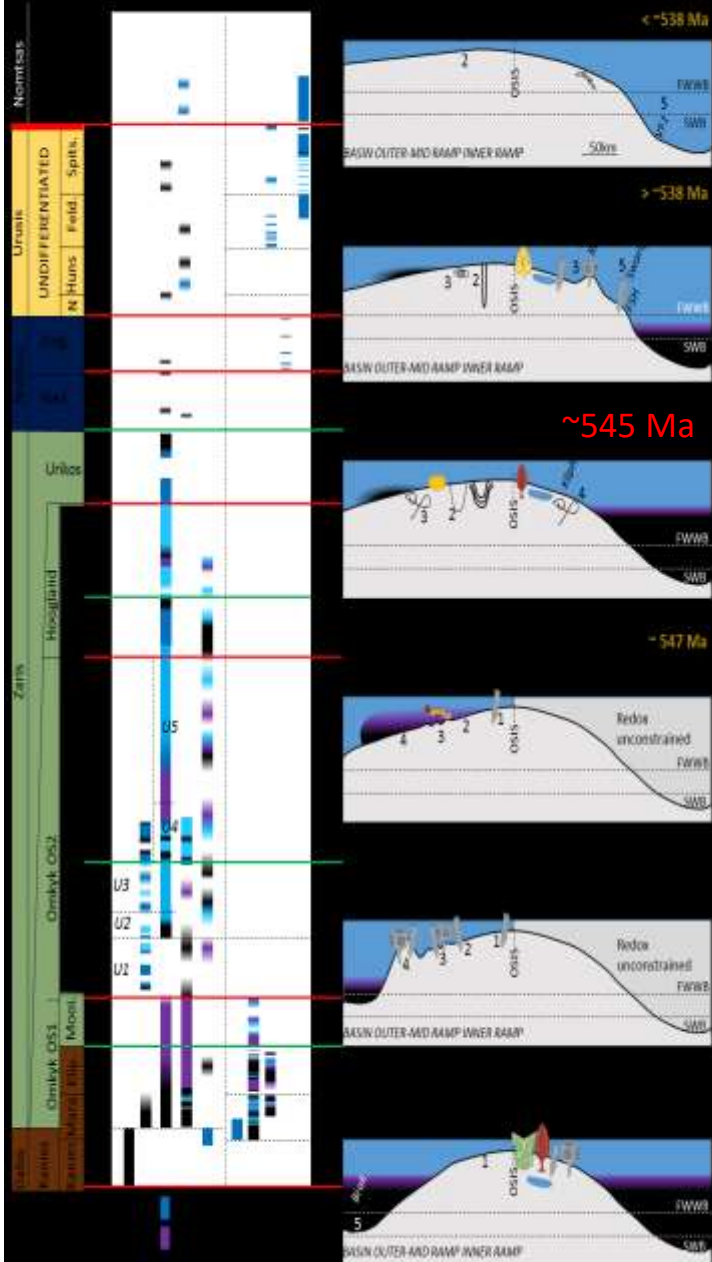 Nomtsas
Urusis
UNDIFFERENTIATED
Spits.
Feld.
Huns
N
Urikos
Zaris
Hoogland
Omkyk OS2
Omkyk OS1
Mooi.
U5
U4
U3
U2
U1
< ~538 Ma
2
OSIS
FWWB
5
SWB
50km
BASIN OUTER-MID RAMP INNER RAMP
> ~538 Ma
3
2
OSIS
3
5
FWWB
SWB
BASIN OUTER-MID RAMP INNER RAMP
~545 Ma
3
2
OSIS
4
FWWB
SWB
~ 547 Ma
4
3
2
1
OSIS
Redox
unconstrained
FWWB
SWB
4
3
2
1
OSIS
Redox
unconstrained
FWWB
SWB
BASIN OUTER-MID RAMP INNER RAMP
1
OSIS
5
FWWB
SWB
BASIN OUTER-MID RAMP INNER RAMP